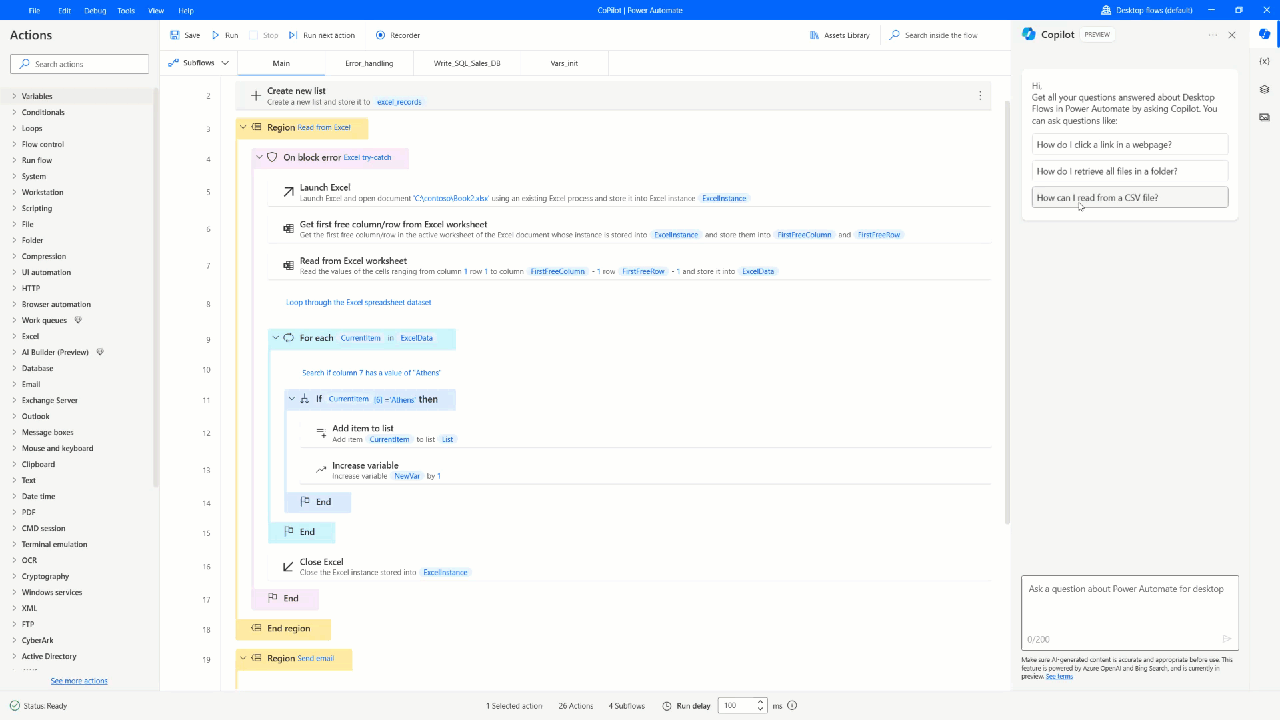 File Edit Debug Tools View Help
CoPilot | Power Automate
Desktop flows (default)
Actions
Search actions
Variables
Conditionals
Loops
Flow control
Run flow
System
Workstation
Scripting
File
Folder
Compression
UI automation
HTTP
Browser automation
Work queues
Excel
AI Builder (Preview)
Database
Email
Exchange Server
Outlook
Message boxes
Mouse and keyboard
Clipboard
Text
Date time
PDF
CMD session
Terminal emulation
OCR
Cryptography
Windows services
XML
FTP
CyberArk
Active Directory
See more actions
Save Run Stop Run next action Recorder Assets Library Search inside the flow
Subflows Main Error_handling Write_SQL_Sales_DB Vars_init
2 Create new list
Create a new list and store it to excel_records
3 Region Read from Excel
4 On block error Excel try-catch
5 Launch Excel
Launch Excel and open document 'C:\contoso\Book2.xlsx' using an existing Excel process and store it into Excel instance ExcelInstance
6 Get first free column/row from Excel worksheet
Get the first free column/row in the active worksheet of the Excel document whose instance is stored into ExcelInstance and store them into FirstFreeColumn and FirstFreeRow
7 Read from Excel worksheet
Read the values of the cells ranging from column 1 row 1 to column FirstFreeColumn - 1 row FirstFreeRow - 1 and store it into ExcelData
8 Loop through the Excel spreadsheet dataset
9 For each CurrentItem in ExcelData
10 Search if column 7 has a value of "Athens"
11 If CurrentItem [6] ='Athens' then
12 Add item to list
Add item CurrentItem to list List
13 Increase variable
Increase variable NewVar by 1
14 End
15 End
16 Close Excel
Close the Excel instance stored into ExcelInstance
17 End
18 End region
19 Region Send email
Copilot PREVIEW
Hi,
Get all your questions answered about Desktop
Flows in Power Automate by asking Copilot. You
can ask questions like:
How do I click a link in a webpage?
How do I retrieve all files in a folder?
How can I read from a CSV file?
Ask a question about Power Automate for desktop
0/200
Make sure AI-generated content is accurate and appropriate before use. This
feature is powered by Azure OpenAI and Bing Search, and is currently in
preview. See terms
Status: Ready
1 Selected action 26 Actions 4 Subflows Run delay 100 ms